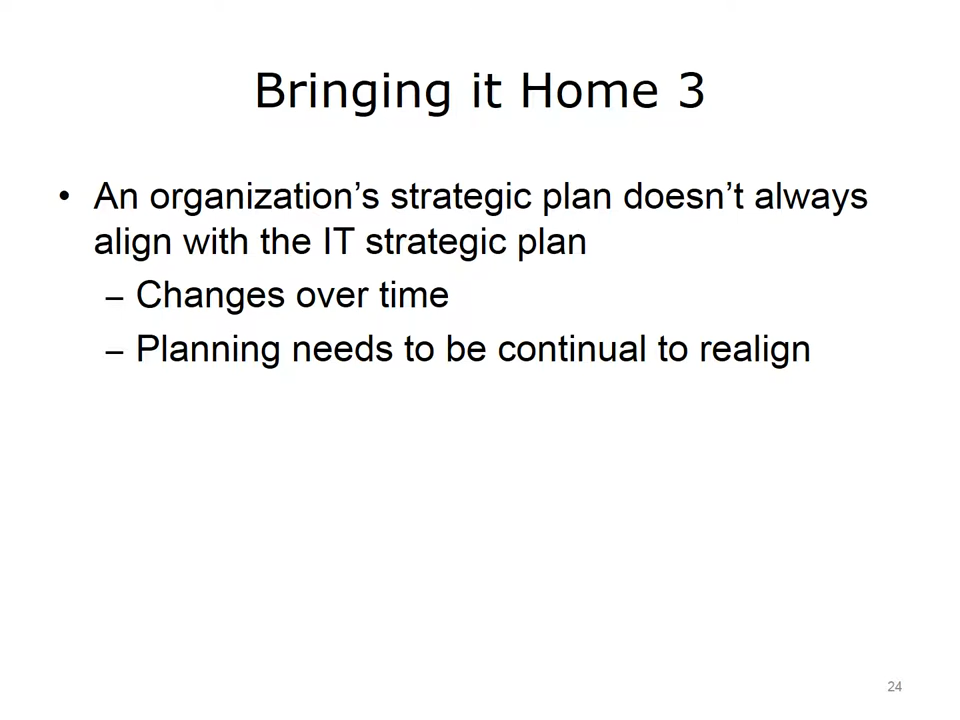 Bringing it Home 3
• An organization’s strategic plan doesn’t always
align with the IT strategic plan
– Changes over time
– Planning needs to be continual to realign
24